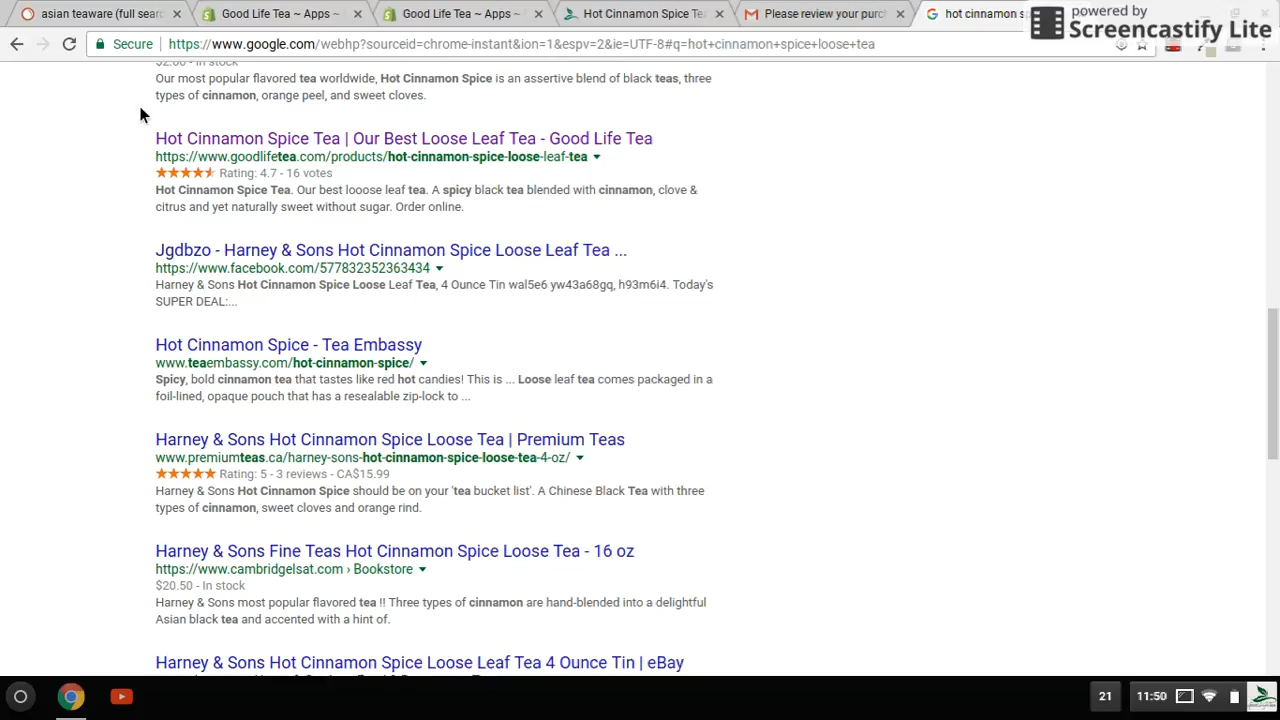 asian teaware (full sear
Good Life Tea ~ Apps
Good Life Tea ~ Apps ~
Hot Cinnamon Spice Te
Please review your purc
hot cinnamon s
powered by
Screencastify Lite
Secure
https://www.google.com/webhp?sourceid=chrome-instant&ion=1&espv=2&ie=UTF-8#q=hot+cinnamon+spice+loose+tea
$2.00 - In stock
Our most popular flavored tea worldwide, Hot Cinnamon Spice is an assertive blend of black teas, three
types of cinnamon, orange peel, and sweet cloves.
Hot Cinnamon Spice Tea | Our Best Loose Leaf Tea - Good Life Tea
https://www.goodlifetea.com/products/hot-cinnamon-spice-loose-leaf-tea
Rating: 4.7 - 16 votes
Hot Cinnamon Spice Tea. Our best looose leaf tea. A spicy black tea blended with cinnamon, clove &
citrus and yet naturally sweet without sugar. Order online.
Jgdbzo - Harney & Sons Hot Cinnamon Spice Loose Leaf Tea ...
https://www.facebook.com/577832352363434
Harney & Sons Hot Cinnamon Spice Loose Leaf Tea, 4 Ounce Tin wal5e6 yw43a68gq, h93m6i4. Today's
SUPER DEAL:...
Hot Cinnamon Spice - Tea Embassy
www.teaembassy.com/hot-cinnamon-spice/
Spicy, bold cinnamon tea that tastes like red hot candies! This is ... Loose leaf tea comes packaged in a
foil-lined, opaque pouch that has a resealable zip-lock to ...
Harney & Sons Hot Cinnamon Spice Loose Tea | Premium Teas
www.premiumteas.ca/harney-sons-hot-cinnamon-spice-loose-tea-4-oz/
Rating: 5 - 3 reviews - CA$15.99
Harney & Sons Hot Cinnamon Spice should be on your 'tea bucket list'. A Chinese Black Tea with three
types of cinnamon, sweet cloves and orange rind.
Harney & Sons Fine Teas Hot Cinnamon Spice Loose Tea - 16 oz
https://www.cambridgelsat.com › Bookstore
$20.50 - In stock
Harney & Sons most popular flavored tea !! Three types of cinnamon are hand-blended into a delightful
Asian black tea and accented with a hint of.
Harney & Sons Hot Cinnamon Spice Loose Leaf Tea 4 Ounce Tin | eBay
21
11:50